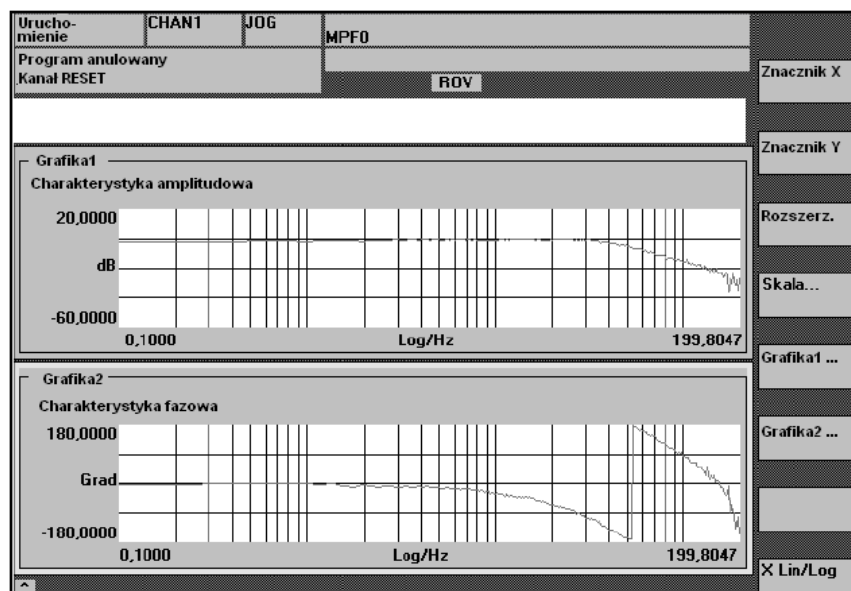 Urucho-
mienie
CHAN1
JOG
MPF0
Program anulowany
Kanał RESET
ROV
Grafika1
Charakterystyka amplitudowa
20,0000
dB
-60,0000
0,1000
Log/Hz
199,8047
Grafika2
Charakterystyka fazowa
180,0000
Grad
-180,0000
0,1000
Log/Hz
199,8047
Znacznik X
Znacznik Y
Rozszerz.
Skala...
Grafika1 ...
Grafika2 ...
X Lin/Log
^